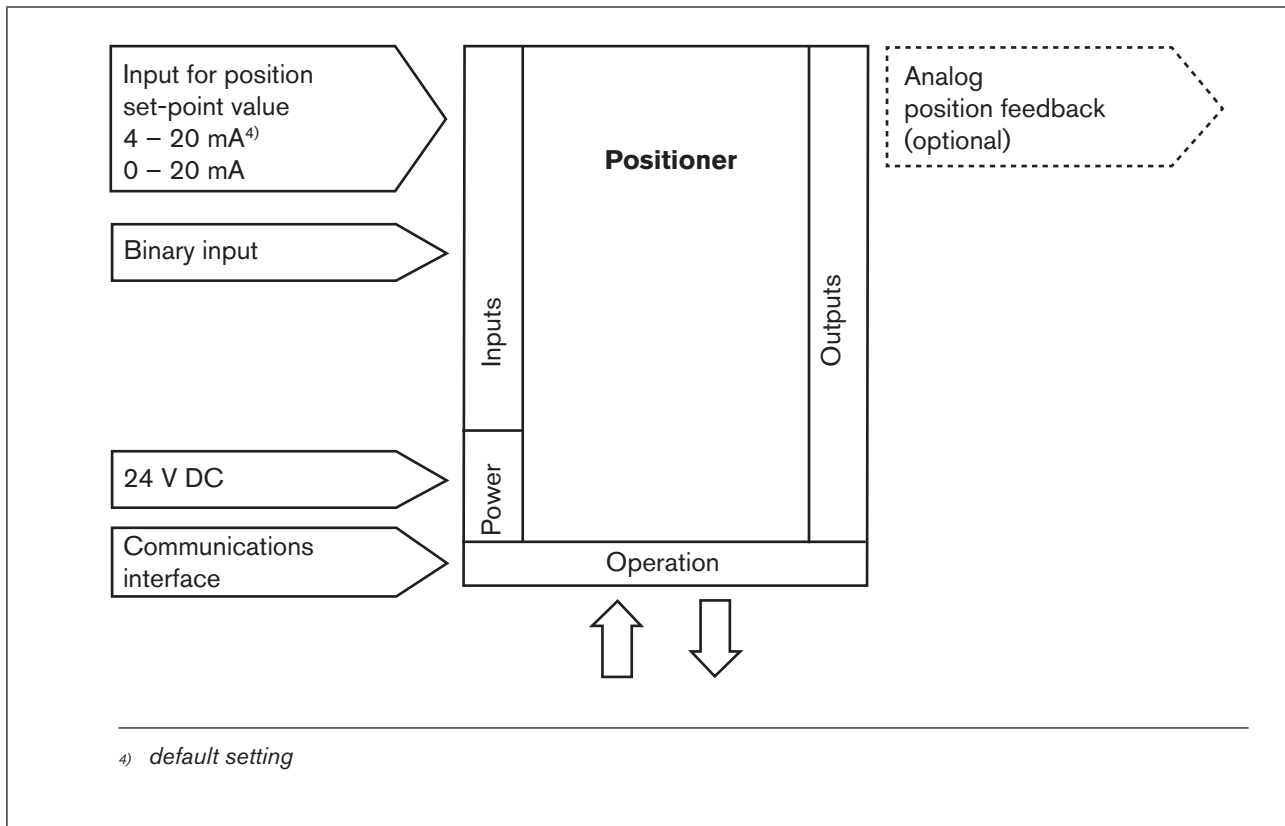 Input for position
set-point value
4 – 20 mA4)
0 – 20 mA
Binary input
24 V DC
Communications
interface
Inputs
Power
Positioner
Operation
Outputs
Analog
position feedback
(optional)
4) default setting